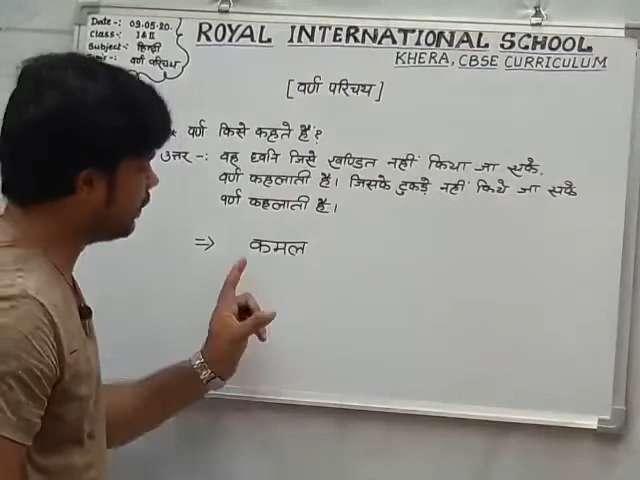 Date-: 09.05.20.
Class-: I & II
Subject-: हिन्दी
वर्ण परिचय
ROYAL INTERNATIONAL SCHOOL
KHERA, CBSE CURRICULUM
[वर्ण परिचय]
* वर्ण किसे कहते हैं?
उत्तर -: वह ध्वनि जिसे खण्डित नहीं किया जा सके,
वर्ण कहलाती है। जिसके टुकड़े नहीं किये जा सकें
वर्ण कहलाती है।
⇒ कमल